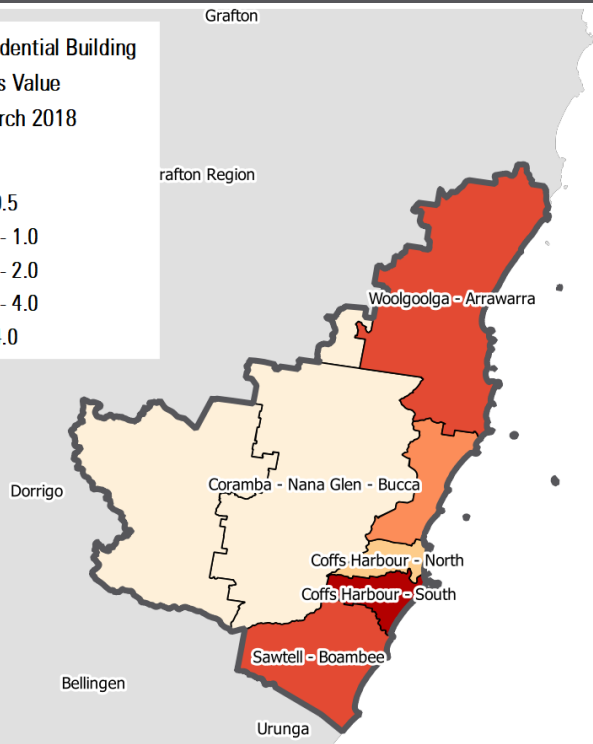 Grafton
dential Building
s Value
rch 2018
rafton Region
.5
- 1.0
- 2.0
- 4.0
.0
Woolgoolga - Arrawarra
Coramba - Nana Glen - Bucca
Dorrigo
Coffs Harbour - North
Coffs Harbour - South
Sawtell - Boambee
Bellingen
Urunga